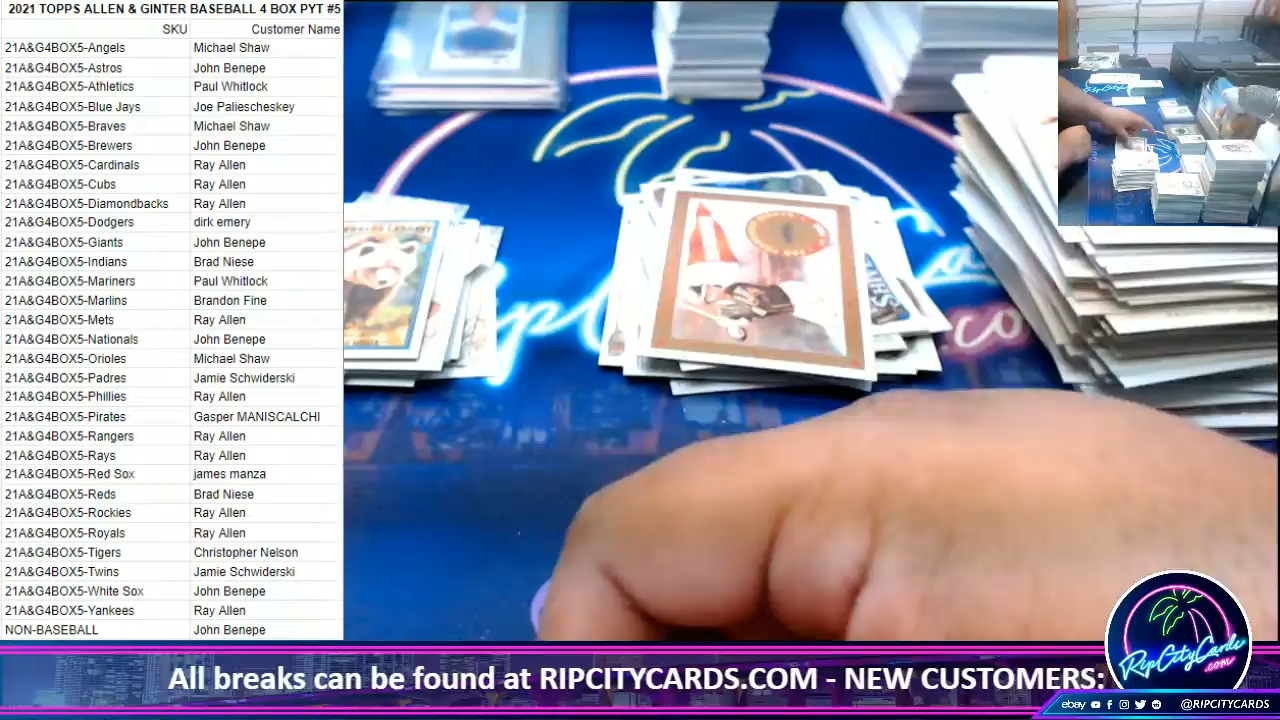 2021 TOPPS ALLEN & GINTER BASEBALL 4 BOX PYT #5
SKU Customer Name
21A&G4BOX5-Angels Michael Shaw
21A&G4BOX5-Astros John Benepe
21A&G4BOX5-Athletics Paul Whitlock
21A&G4BOX5-Blue Jays Joe Paliescheskey
21A&G4BOX5-Braves Michael Shaw
21A&G4BOX5-Brewers John Benepe
21A&G4BOX5-Cardinals Ray Allen
21A&G4BOX5-Cubs Ray Allen
21A&G4BOX5-Diamondbacks Ray Allen
21A&G4BOX5-Dodgers dirk emery
21A&G4BOX5-Giants John Benepe
21A&G4BOX5-Indians Brad Niese
21A&G4BOX5-Mariners Paul Whitlock
21A&G4BOX5-Marlins Brandon Fine
21A&G4BOX5-Mets Ray Allen
21A&G4BOX5-Nationals John Benepe
21A&G4BOX5-Orioles Michael Shaw
21A&G4BOX5-Padres Jamie Schwiderski
21A&G4BOX5-Phillies Ray Allen
21A&G4BOX5-Pirates Gasper MANISCALCHI
21A&G4BOX5-Rangers Ray Allen
21A&G4BOX5-Rays Ray Allen
21A&G4BOX5-Red Sox james manza
21A&G4BOX5-Reds Brad Niese
21A&G4BOX5-Rockies Ray Allen
21A&G4BOX5-Royals Ray Allen
21A&G4BOX5-Tigers Christopher Nelson
21A&G4BOX5-Twins Jamie Schwiderski
21A&G4BOX5-White Sox John Benepe
21A&G4BOX5-Yankees Ray Allen
NON-BASEBALL John Benepe
.co
All breaks can be found at RIPCITYCARDS.COM - NEW CUSTOMERS:
RipCityCards
.com
ebay @RIPCITYCARDS